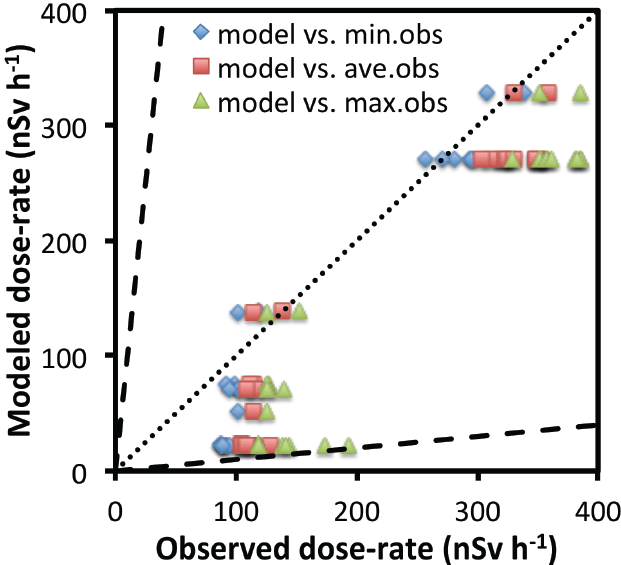 400
300
200
100
0
Modeled dose-rate (nSv h-1)
model vs. min.obs
model vs. ave.obs
model vs. max.obs
0 100 200 300 400
Observed dose-rate (nSv h-1)